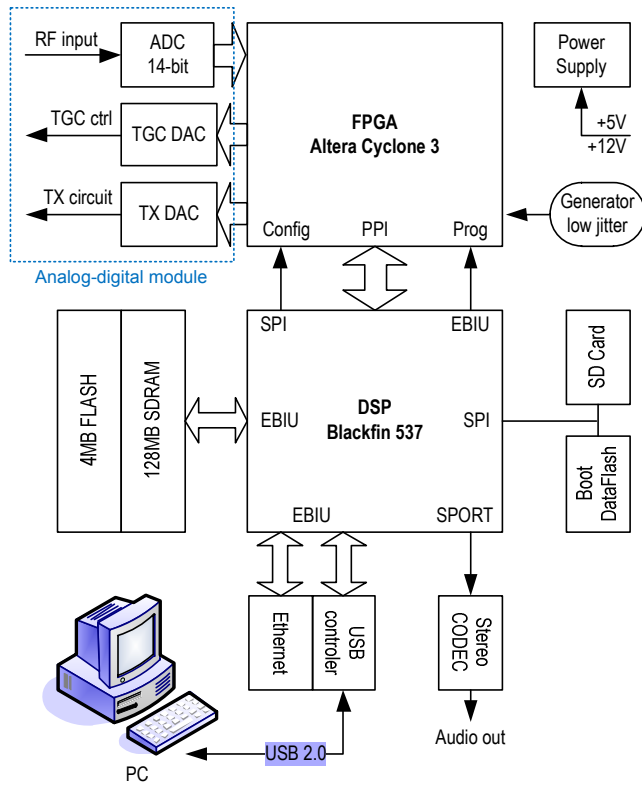 RF input
ADC
14-bit
TGC ctrl
TGC DAC
TX circuit
TX DAC
Analog-digital module
FPGA
Altera Cyclone 3
Config
PPI
Prog
Power
Supply
+5V
+12V
Generator
low jitter
4MB FLASH
128MB SDRAM
SPI
EBIU
EBIU
DSP
Blackfin 537
SPI
EBIU
SPORT
SD Card
Boot
DataFlash
Ethernet
USB
controler
Stereo
CODEC
Audio out
USB 2.0
PC